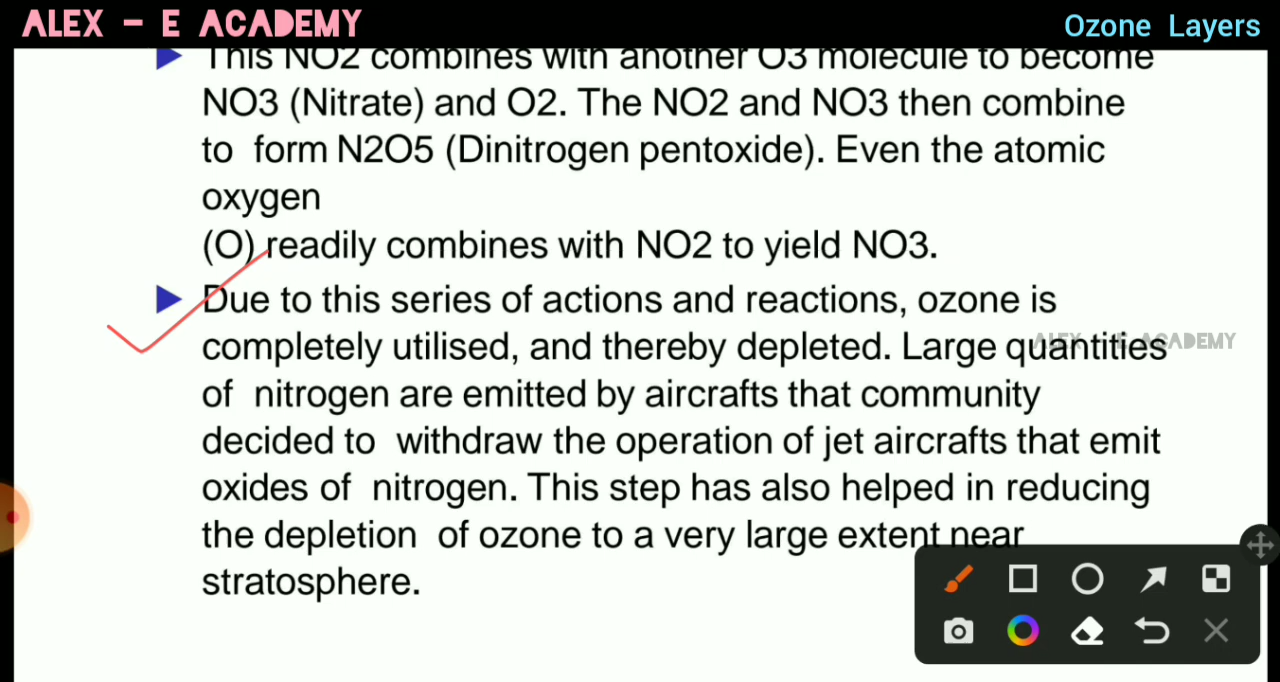 ALEX - E ACADEMY
Ozone Layers
This NO2 combines with another O3 molecule to become
NO3 (Nitrate) and O2. The NO2 and NO3 then combine
to form N2O5 (Dinitrogen pentoxide). Even the atomic
oxygen
(O) readily combines with NO2 to yield NO3.
Due to this series of actions and reactions, ozone is
completely utilised, and thereby depleted. Large quantities
ALEX - E ACADEMY
of nitrogen are emitted by aircrafts that community
decided to withdraw the operation of jet aircrafts that emit
oxides of nitrogen. This step has also helped in reducing
the depletion of ozone to a very large extent near
stratosphere.